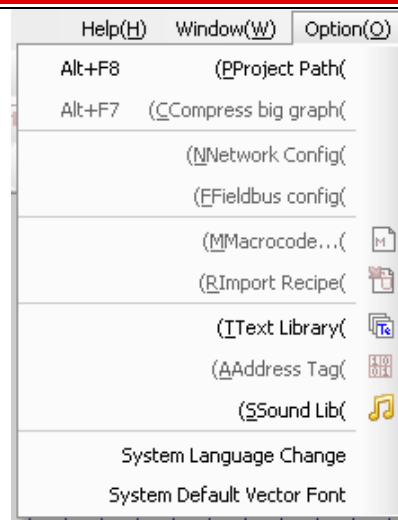 Help(H) Window(W) Option(O)
Alt+F8 (PProject Path(
Alt+F7 (CCompress big graph(
(NNetwork Config(
(FFieldbus config(
(MMacrocode...(
(RImport Recipe(
(TText Library(
(AAddress Tag(
(SSound Lib(
System Language Change
System Default Vector Font